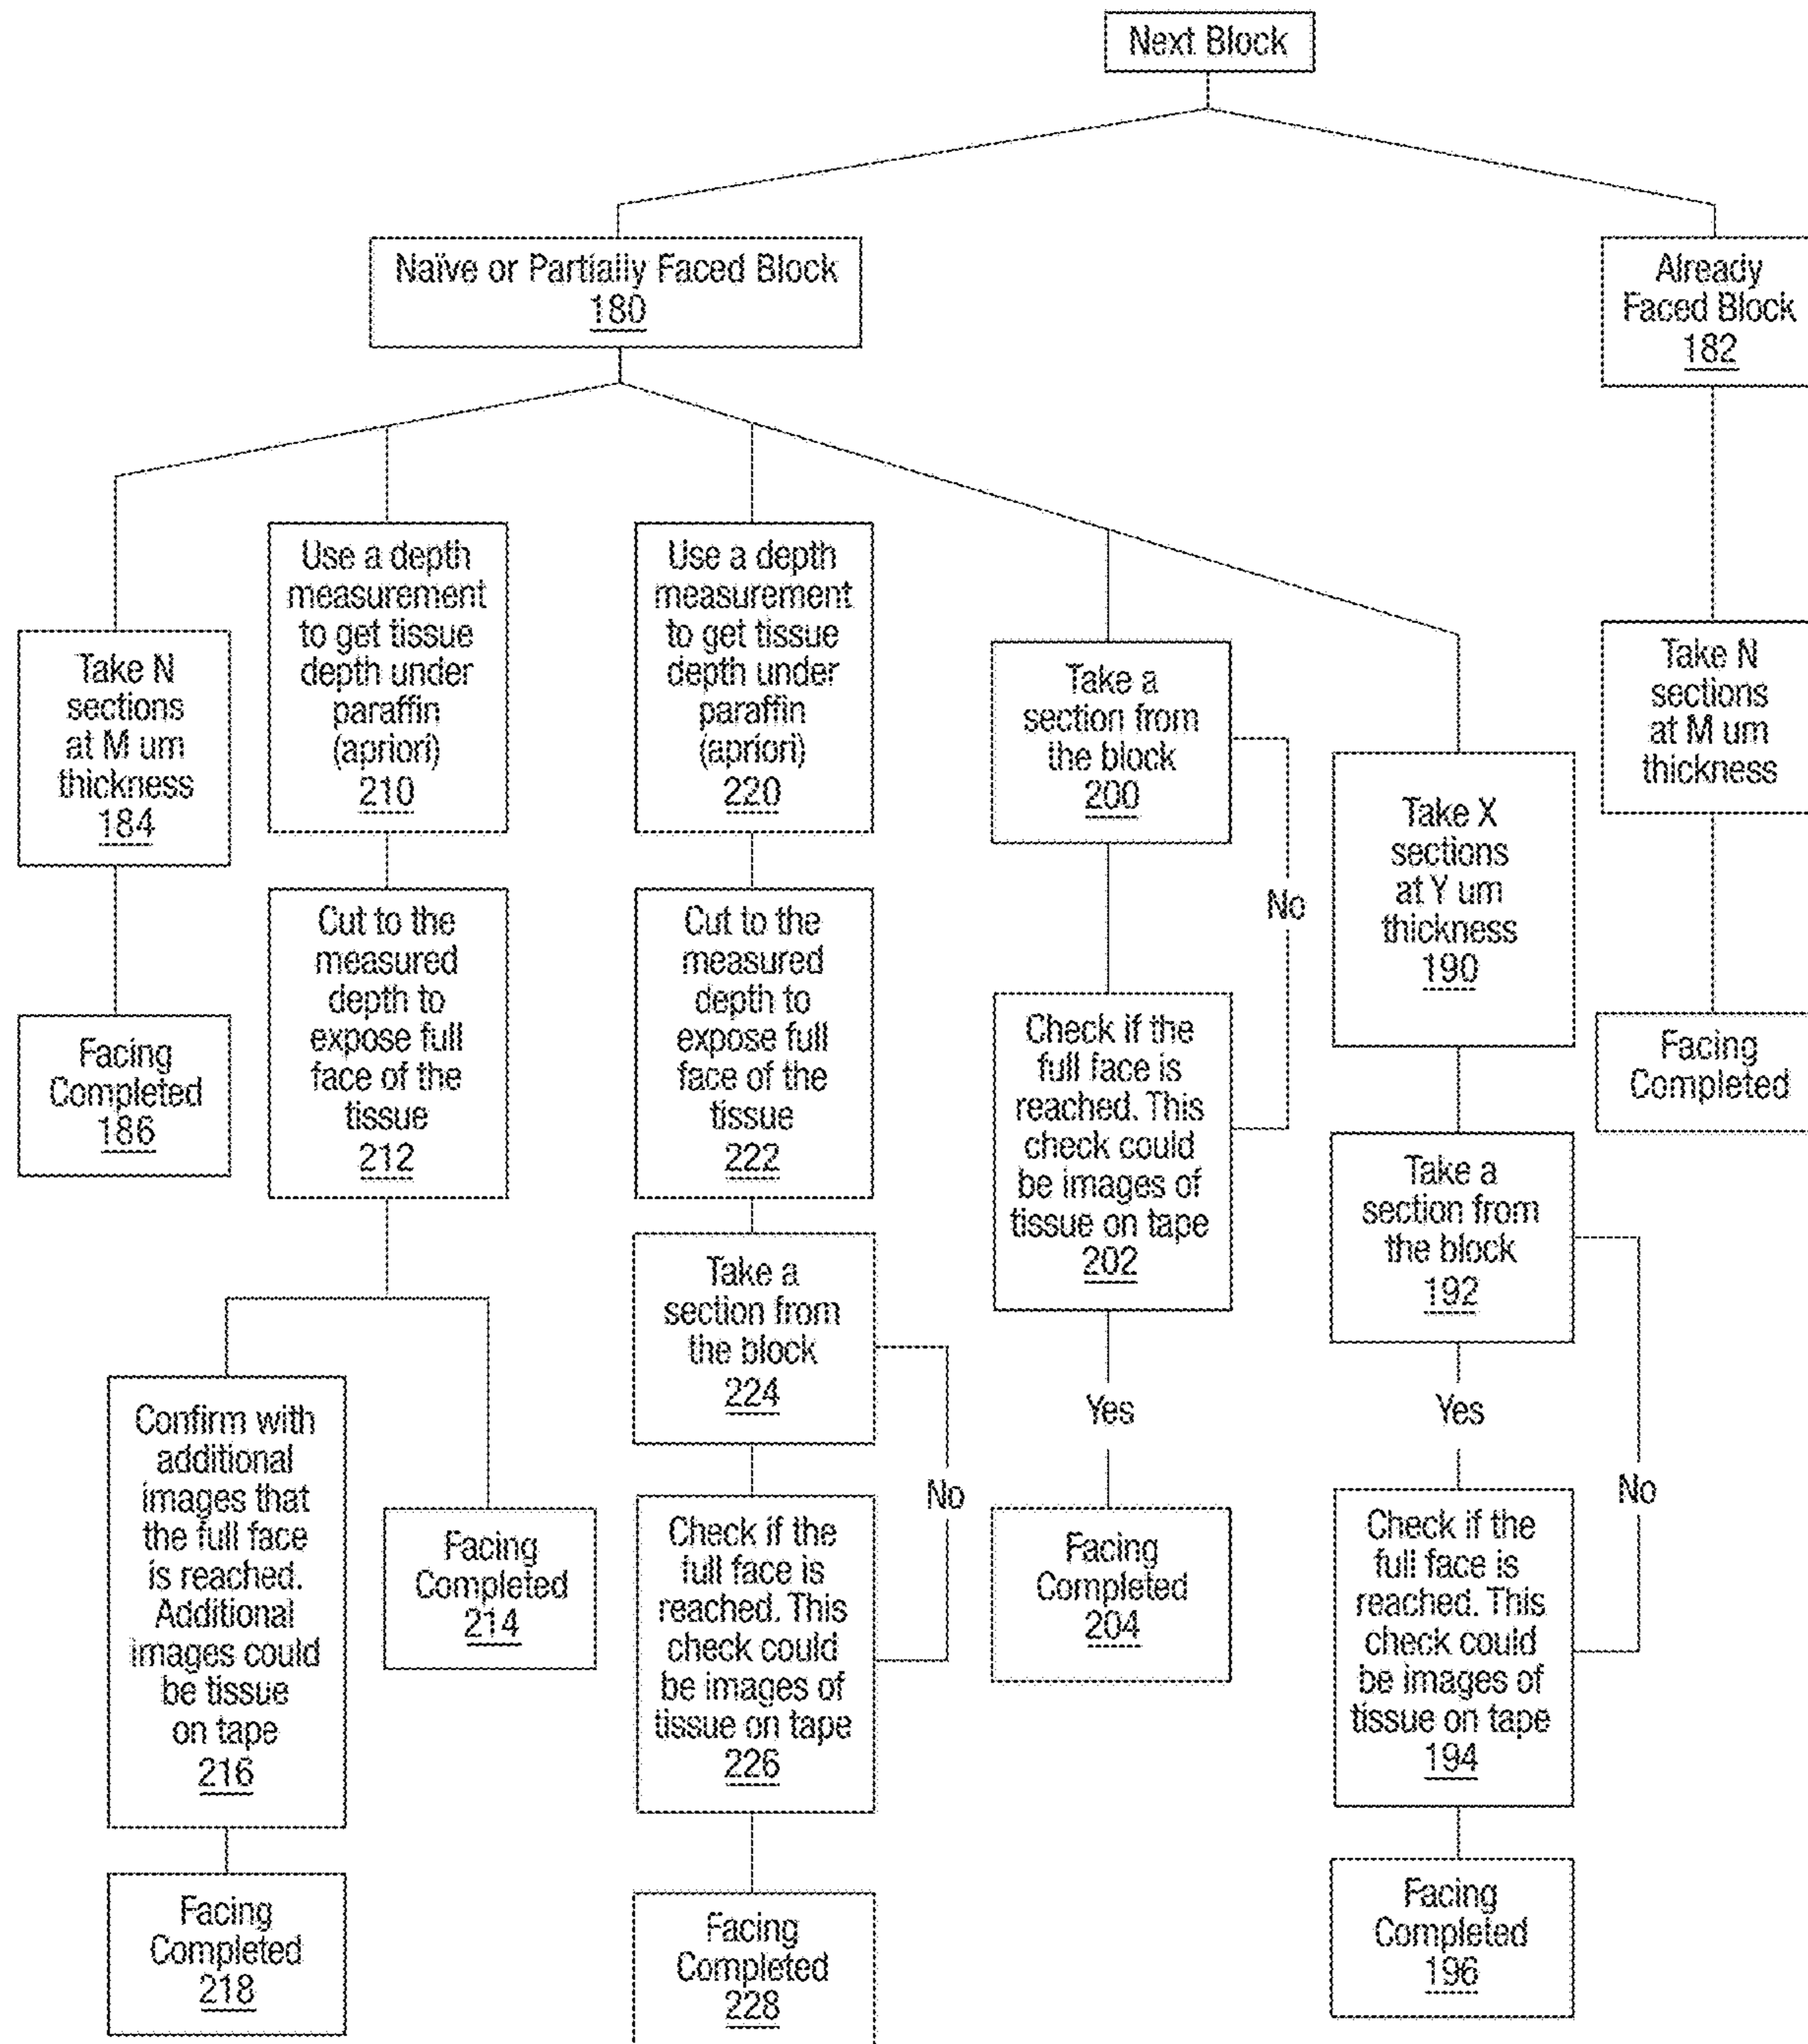 Next Block
Naïve or Partially Faced Block
180
Already
Faced Block
182
Take N
sections
at M um
thickness
184
Facing
Completed
186
Use a depth
measurement
to get tissue
depth under
paraffin
(apriori)
210
Cut to the
measured
depth to
expose full
face of the
tissue
212
Confirm with
additional
images that
the full face
is reached.
Additional
images could
be tissue
on tape
216
Facing
Completed
218
Facing
Completed
214
Use a depth
measurement
to get tissue
depth under
paraffin
(apriori)
220
Cut to the
measured
depth to
expose full
face of the
tissue
222
Take a
section from
the block
224
No
Check if the
full face is
reached. This
check could
be images of
tissue on tape
226
Facing
Completed
228
Take a
section from
the block
200
No
Check if the
full face is
reached. This
check could
be images of
tissue on tape
202
Yes
Facing
Completed
204
Take X
sections
at Y um
thickness
190
Take a
section from
the block
192
Yes
No
Check if the
full face is
reached. This
check could
be images of
tissue on tape
194
Facing
Completed
196
Take N
sections
at M um
thickness
Facing
Completed